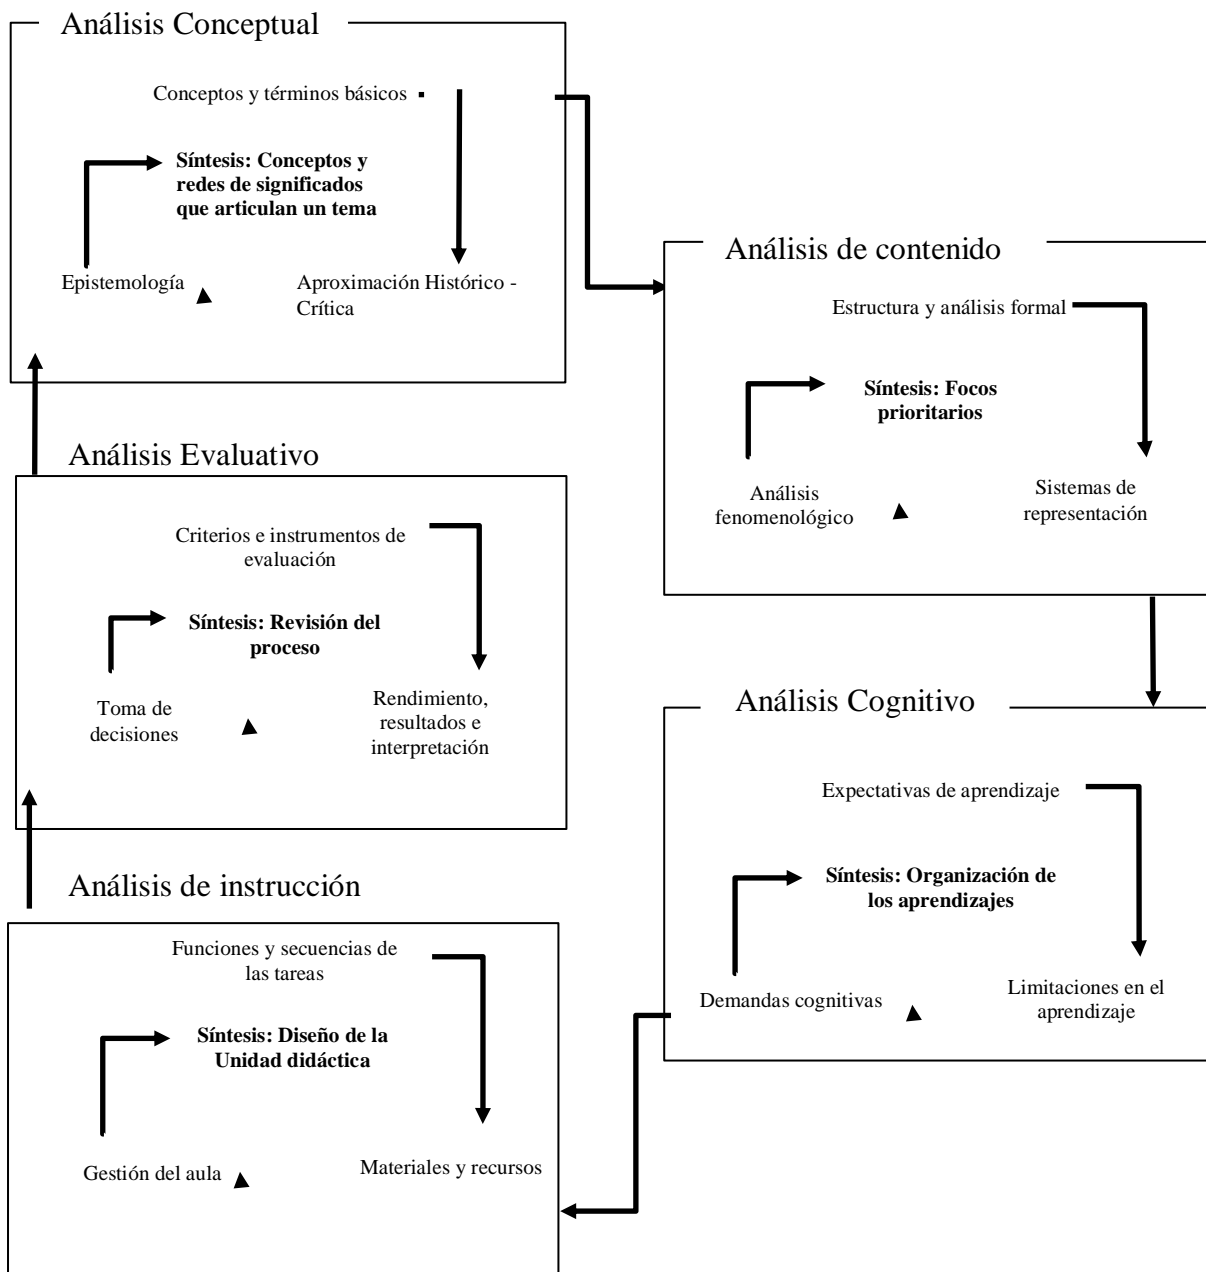 Análisis Conceptual
Conceptos y términos básicos ▪
Síntesis: Conceptos y
redes de significados
que articulan un tema
Epistemología
Aproximación Histórico -
Crítica
Análisis de contenido
Estructura y análisis formal
Síntesis: Focos
prioritarios
Análisis
fenomenológico
Sistemas de
representación
Análisis Evaluativo
Criterios e instrumentos de
evaluación
Síntesis: Revisión del
proceso
Toma de
decisiones
Rendimiento,
resultados e
interpretación
Análisis Cognitivo
Expectativas de aprendizaje
Síntesis: Organización de
los aprendizajes
Demandas cognitivas
Limitaciones en el
aprendizaje
Análisis de instrucción
Funciones y secuencias de
las tareas
Síntesis: Diseño de la
Unidad didáctica
Gestión del aula
Materiales y recursos